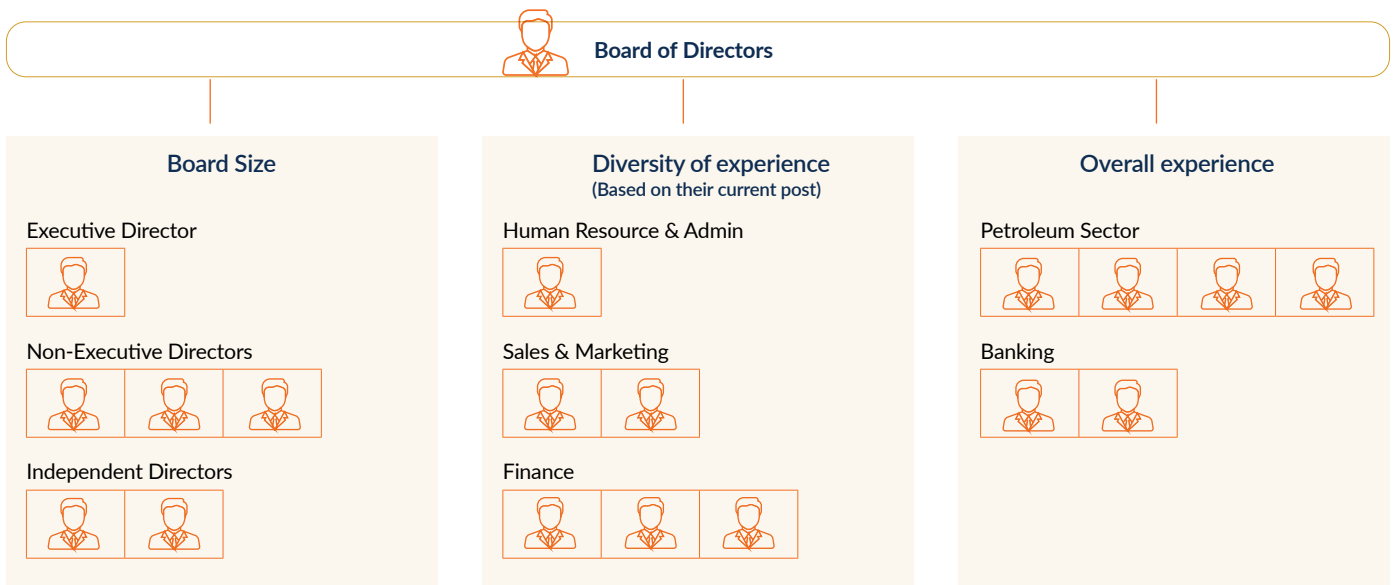 Board of Directors
Board Size
Executive Director
Non-Executive Directors
Independent Directors
Diversity of experience
(Based on their current post)
Human Resource & Admin
Sales & Marketing
Finance
Overall experience
Petroleum Sector
Banking